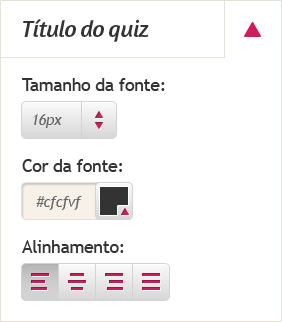 Título do quiz
Tamanho da fonte:
16px
Cor da fonte:
#cfcfvf
Alinhamento: